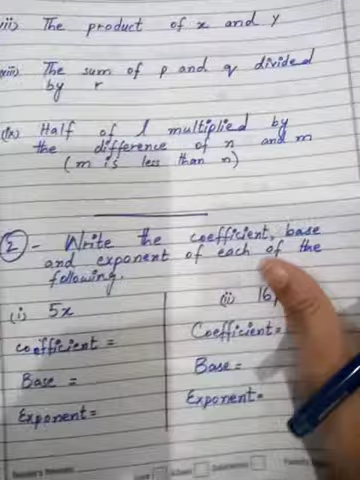 The product of x and y
(viii) The sum of p and q divided
by r
(ix) Half of l multiplied by
the difference of n and m
(m is less than n)
(2) - Write the coefficient, base
and exponent of each of the
following.
(i) 5x
(ii) 16
Coefficient =
Coefficient =
Base =
Base =
Exponent =
Exponent =